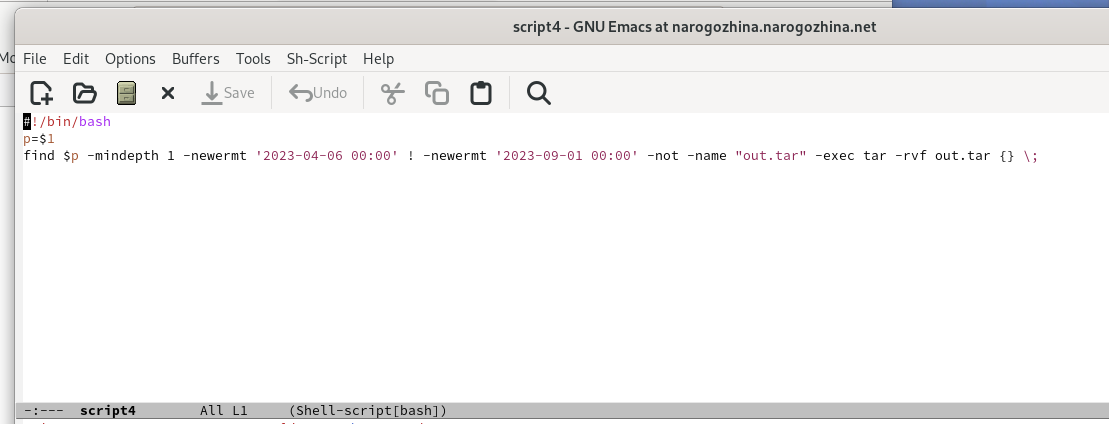 script4 - GNU Emacs at narogozhina.narogozhina.net
File Edit Options Buffers Tools Sh-Script Help
Save Undo
#!/bin/bash
p=$1
find $p -mindepth 1 -newermt '2023-04-06 00:00' ! -newermt '2023-09-01 00:00' -not -name "out.tar" -exec tar -rvf out.tar {} \;
-:--- script4 All L1 (Shell-script[bash])